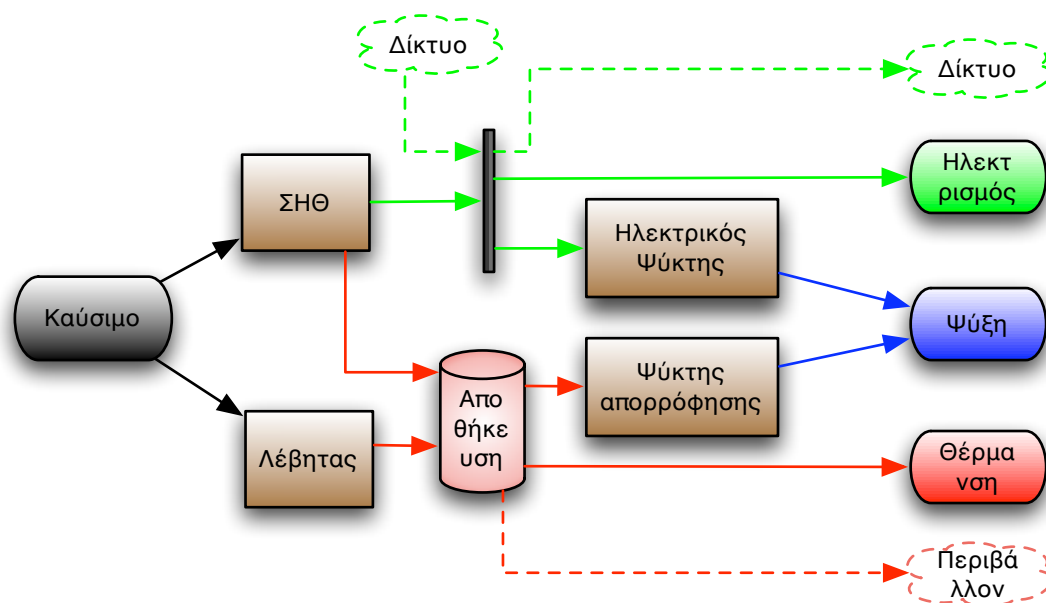 Δίκτυο
Δίκτυο
ΣΗΘ
Ηλεκτ
ρισμός
Ηλεκτρικός
Ψύκτης
Καύσιμο
Ψύξη
Ψύκτης
απορρόφησης
Απο
θήκε
υση
Λέβητας
Θέρμα
νση
Περιβά
λλον